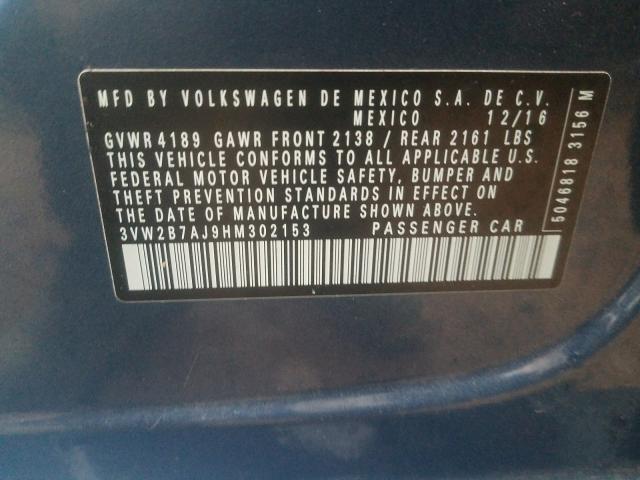 MFD BY VOLKSWAGEN DE MEXICO S.A. DE C.V.
MEXICO 12/16
GVWR 4189 GAWR FRONT 2138 / REAR 2161 LBS
THIS VEHICLE CONFORMS TO ALL APPLICABLE U.S.
FEDERAL MOTOR VEHICLE SAFETY, BUMPER AND
THEFT PREVENTION STANDARDS IN EFFECT ON
THE DATE OF MANUFACTURE SHOWN ABOVE.
3VW2B7AJ9HM302153 PASSENGER CAR
5046818 3156 M